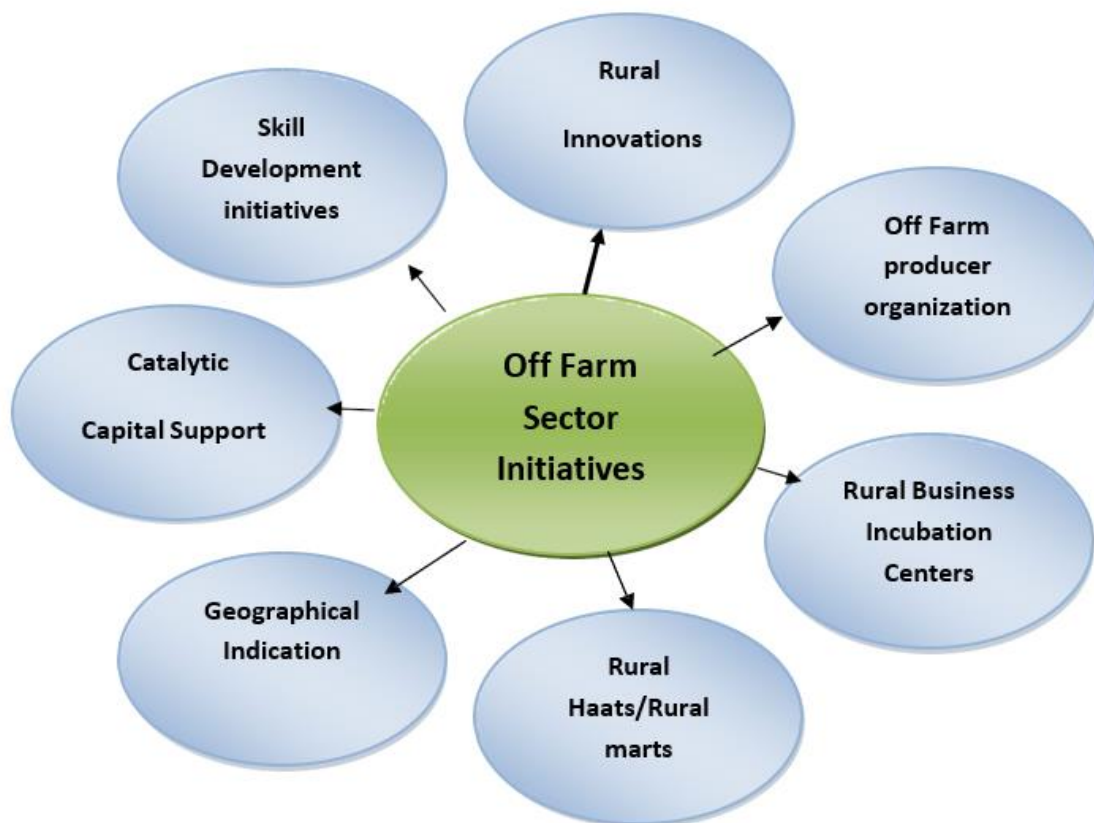 Rural
Innovations
Skill
Development
initiatives
Off Farm
producer
organization
Catalytic
Capital Support
Off Farm
Sector
Initiatives
Rural Business
Incubation
Centers
Geographical
Indication
Rural
Haats/Rural
marts